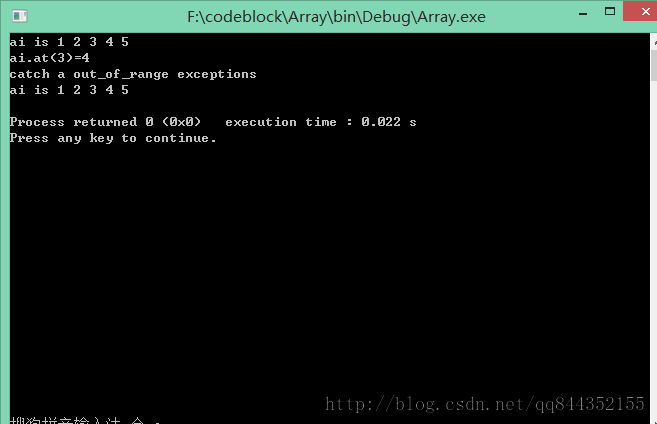 F:\codeblock\Array\bin\Debug\Array.exe
ai is 1 2 3 4 5
ai.at(3)=4
catch a out_of_range exceptions
ai is 1 2 3 4 5
Process returned 0 (0x0)   execution time : 0.022 s
Press any key to continue.
http://blog.csdn.net/qq844352155